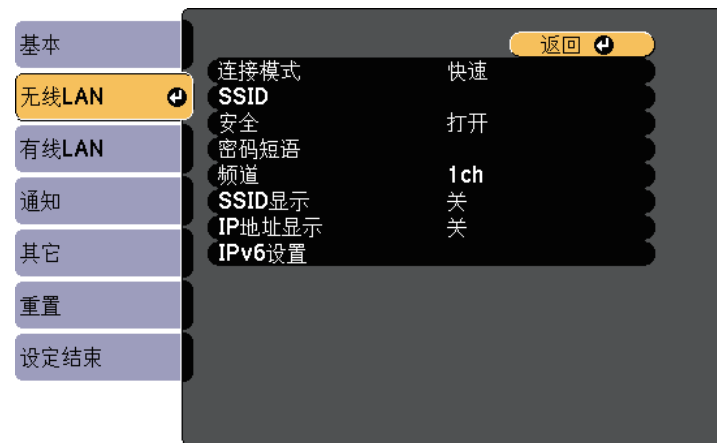 基本
无线LAN
有线LAN
通知
其它
重置
设定结束
返回
连接模式 快速
SSID
安全 打开
密码短语
频道 1ch
SSID显示 关
IP地址显示 关
IPv6设置